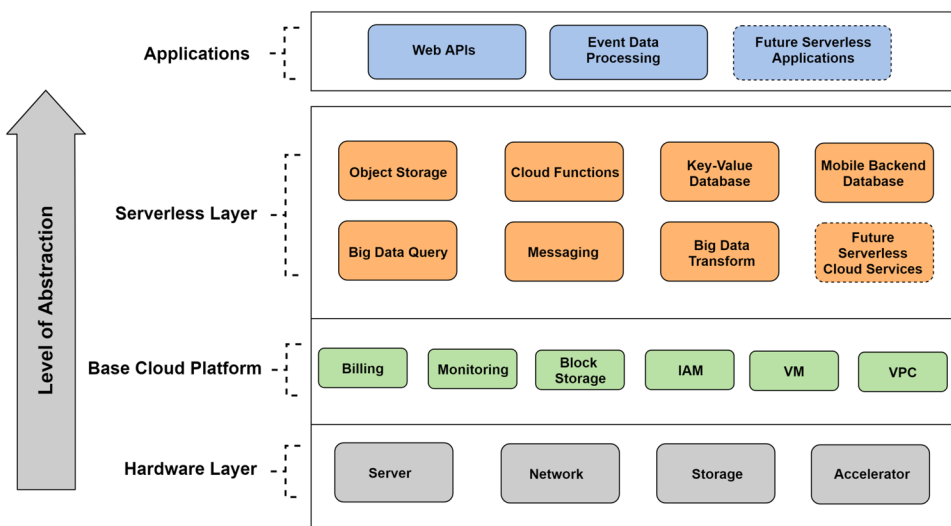 Applications
Web APIs
Event Data
Processing
Future Serverless
Applications
Level of Abstraction
Serverless Layer
Object Storage
Cloud Functions
Key-Value
Database
Mobile Backend
Database
Big Data Query
Messaging
Big Data
Transform
Future
Serverless
Cloud Services
Base Cloud Platform
Billing
Monitoring
Block
Storage
IAM
VM
VPC
Hardware Layer
Server
Network
Storage
Accelerator